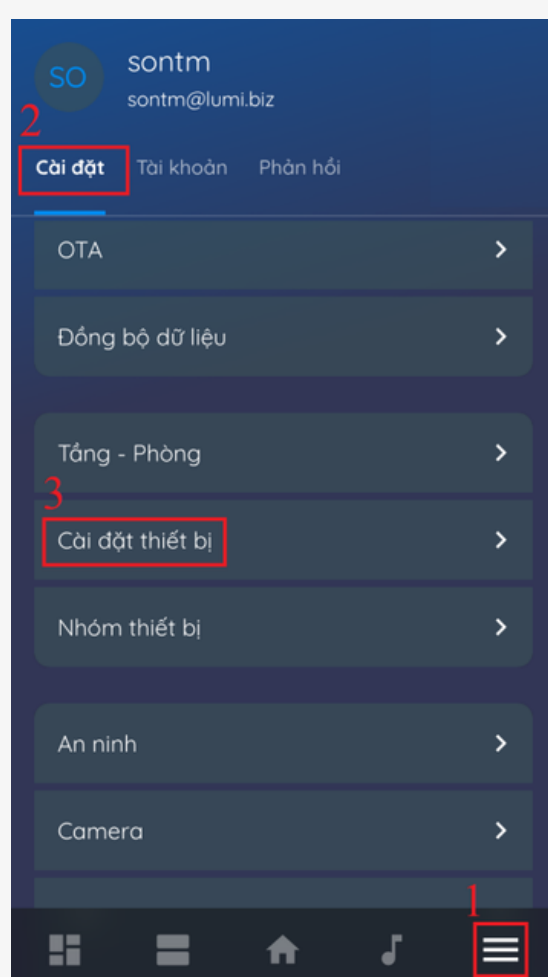 SO
sontm
sontm@lumi.biz
2
Cài đặt Tài khoản Phản hồi
OTA
Đồng bộ dữ liệu
Tầng - Phòng
3
Cài đặt thiết bị
Nhóm thiết bị
An ninh
Camera
1